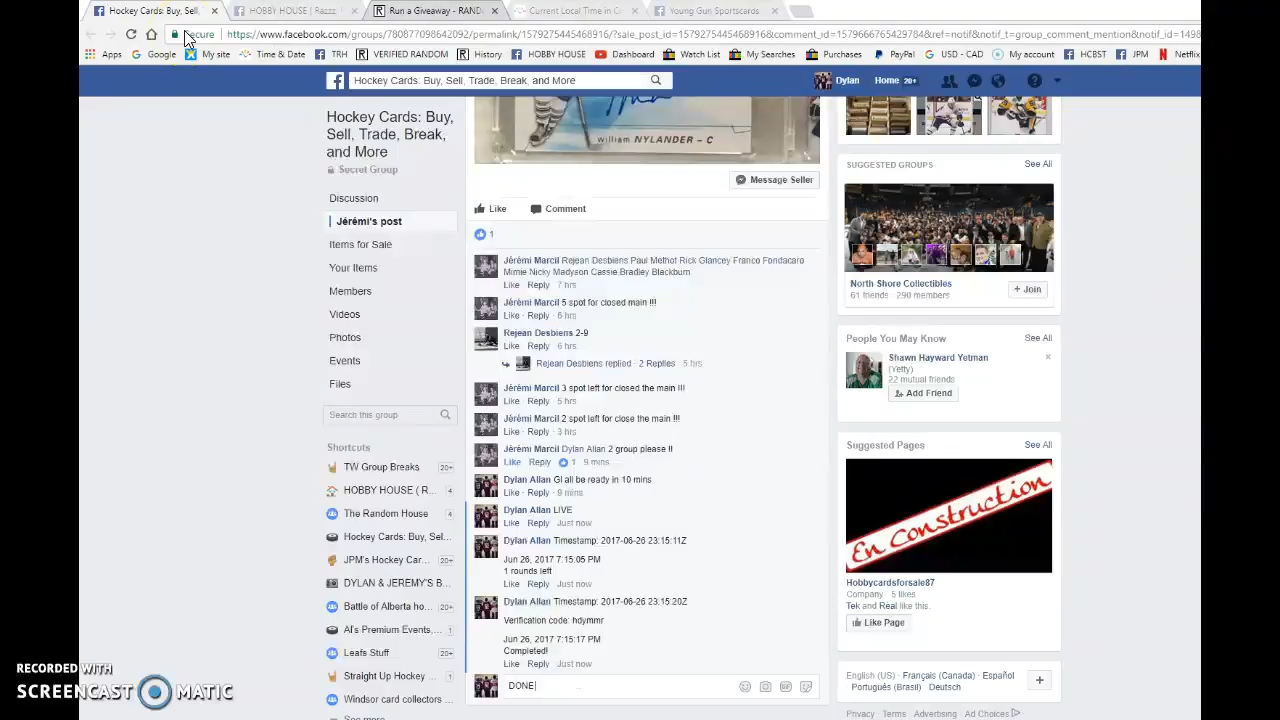 Hockey Cards: Buy, Sel
HOBBY HOUSE | Razzz
Run a Giveaway - RAND
Current Local Time in C
Young Gun Sportscards
Secure
https://www.facebook.com/groups/780877098642092/permalink/1579275445468916/?sale_post_id=1579275445468916&comment_id=1579666765429784&ref=notif&notif_t=group_comment_mention&notif_id=1498
Apps
Google
My site
Time & Date
TRH
VERIFIED RANDOM
History
HOBBY HOUSE
Dashboard
Watch List
My Searches
Purchases
PayPal
USD - CAD
My account
HCBST
JPM
Netflix
Hockey Cards: Buy, Sell, Trade, Break, and More
Dylan
Home 20+
Hockey Cards: Buy,
Sell, Trade, Break,
and More
Secret Group
Discussion
Jérémi's post
Items for Sale
Your Items
Members
Videos
Photos
Events
Files
Search this group
Shortcuts
TW Group Breaks 20+
HOBBY HOUSE ( R... 4
The Random House 4
Hockey Cards: Buy, Sel...
JPM's Hockey Car... 20+
DYLAN & JEREMY'S B...
Battle of Alberta ho... 20+
Al's Premium Events,... 1
Leafs Stuff 20+
Straight Up Hockey ... 1
Windsor card collectors ...
See more
William NYLANDER - C
Message Seller
Like
Comment
1
Jérémi Marcil Rejean Desbiens Paul Methot Rick Glancey Franco Fondacaro
Mimie Nicky Madyson Cassie Bradley Blackburn
Like · Reply · 7 hrs
Jérémi Marcil 5 spot for closed main !!!
Like · Reply · 6 hrs
Rejean Desbiens 2-9
Like · Reply · 6 hrs
Rejean Desbiens replied · 2 Replies · 5 hrs
Jérémi Marcil 3 spot left for closed the main !!!
Like · Reply · 5 hrs
Jérémi Marcil 2 spot left for close the main !!!
Like · Reply · 3 hrs
Jérémi Marcil Dylan Allan 2 group please !!
Like · Reply · 1 · 9 mins
Dylan Allan Gl all be ready in 10 mins
Like · Reply · 9 mins
Dylan Allan LIVE
Like · Reply · Just now
Dylan Allan Timestamp: 2017-06-26 23:15:11Z
Jun 26, 2017 7:15:05 PM
1 rounds left
Like · Reply · Just now
Dylan Allan Timestamp: 2017-06-26 23:15:20Z
Verification code: hdymmr
Jun 26, 2017 7:15:17 PM
Completed!
Like · Reply · Just now
DONE
SUGGESTED GROUPS
See All
North Shore Collectibles
61 friends · 290 members
+ Join
People You May Know
See All
Shawn Hayward Yetman
(Yetty)
22 mutual friends
Add Friend
Suggested Pages
See All
En Construction
Hobbycardsforsale87
Company · 5 likes
Tek and Réal like this.
Like Page
English (US) · Français (Canada) · Español ·
Português (Brasil) · Deutsch
+
Privacy · Terms · Advertising · Ad Choices
RECORDED WITH
SCREENCAST MATIC